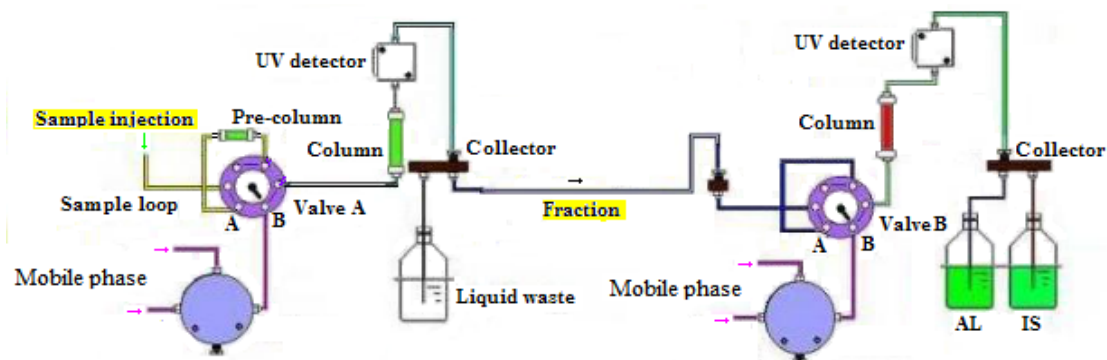 UV detector
Sample injection
Pre-column
Column
Collector
Sample loop
A
B
Valve A
Fraction
Mobile phase
Liquid waste
UV detector
Column
Collector
A
B
Valve B
Mobile phase
AL
IS